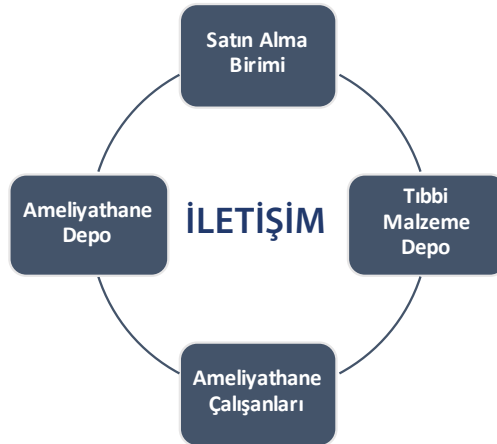 Satın Alma
Birimi
Ameliyathane
Depo
İLETİŞİM
Tıbbi
Malzeme
Depo
Ameliyathane
Çalışanları